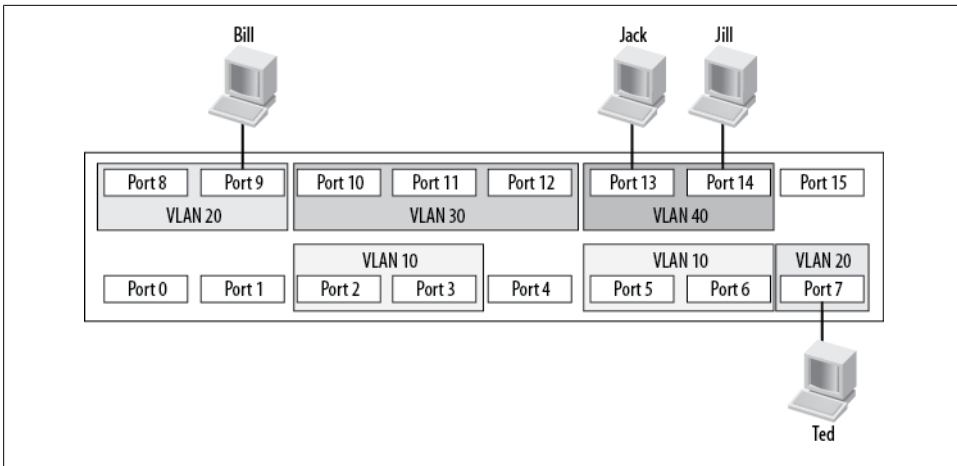 Bill Jack Jill
Port 8 Port 9 Port 10 Port 11 Port 12 Port 13 Port 14 Port 15
VLAN 20 VLAN 30 VLAN 40
VLAN 10 VLAN 10 VLAN 20
Port 0 Port 1 Port 2 Port 3 Port 4 Port 5 Port 6 Port 7
Ted